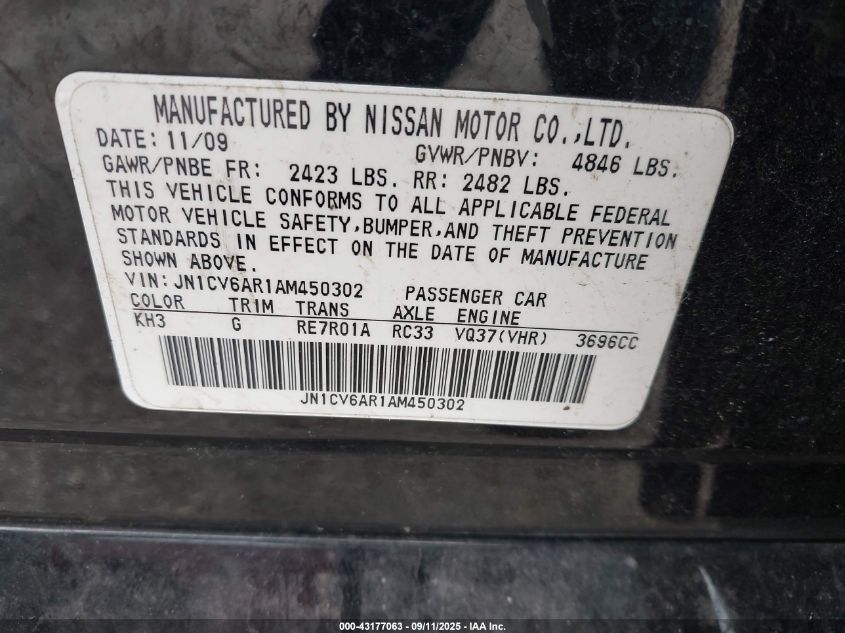 MANUFACTURED BY NISSAN MOTOR CO.,LTD.
DATE: 11/09 GVWR/PNBV: 4846 LBS.
GAWR/PNBE FR: 2423 LBS. RR: 2482 LBS.
THIS VEHICLE CONFORMS TO ALL APPLICABLE FEDERAL
MOTOR VEHICLE SAFETY,BUMPER,AND THEFT PREVENTION
STANDARDS IN EFFECT ON THE DATE OF MANUFACTURE
SHOWN ABOVE.
VIN: JN1CV6AR1AM450302 PASSENGER CAR
COLOR TRIM TRANS AXLE ENGINE
KH3 G RE7R01A RC33 VQ37(VHR) 3696CC
JN1CV6AR1AM450302
000-43177063 - 09/11/2025 - IAA Inc.